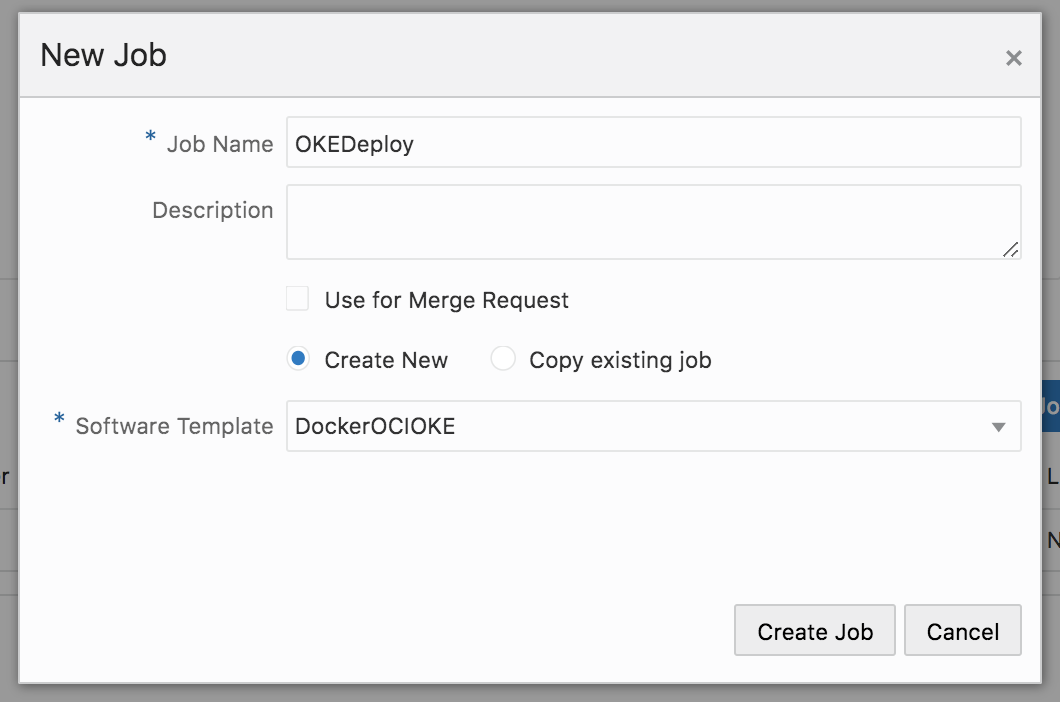 New Job ×
* Job Name OKEDeploy
Description
Use for Merge Request
Create New Copy existing job
* Software Template DockerOCIOKE
Create Job Cancel